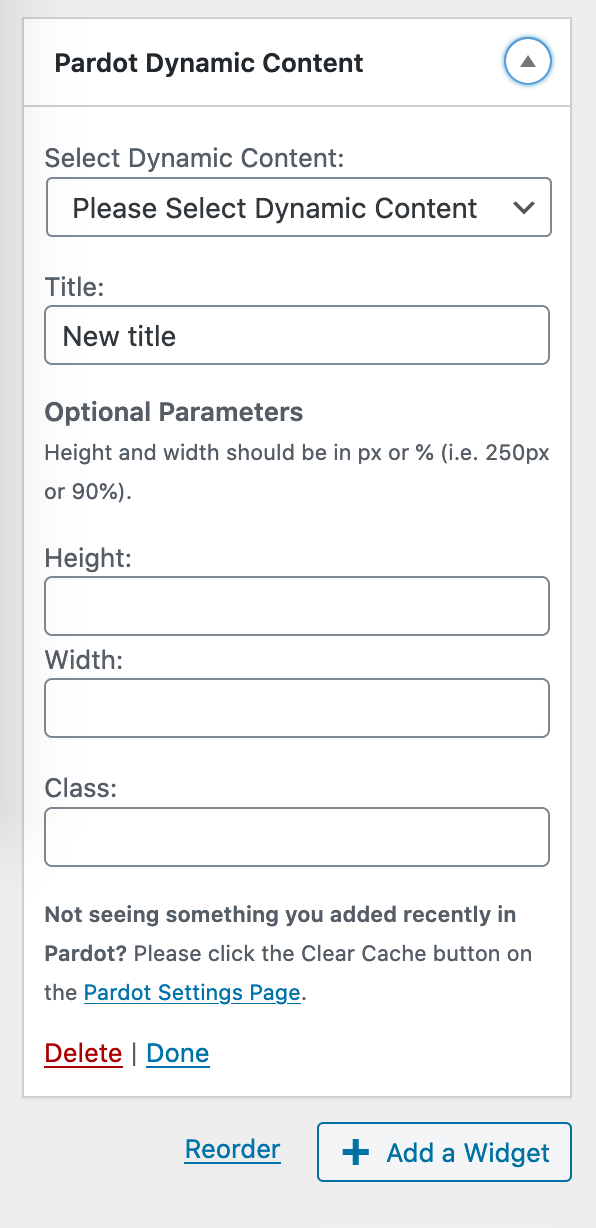 Pardot Dynamic Content
Select Dynamic Content:
Please Select Dynamic Content
Title:
New title
Optional Parameters
Height and width should be in px or % (i.e. 250px
or 90%).
Height:
Width:
Class:
Not seeing something you added recently in
Pardot? Please click the Clear Cache button on
the Pardot Settings Page.
Delete | Done
Reorder
Add a Widget